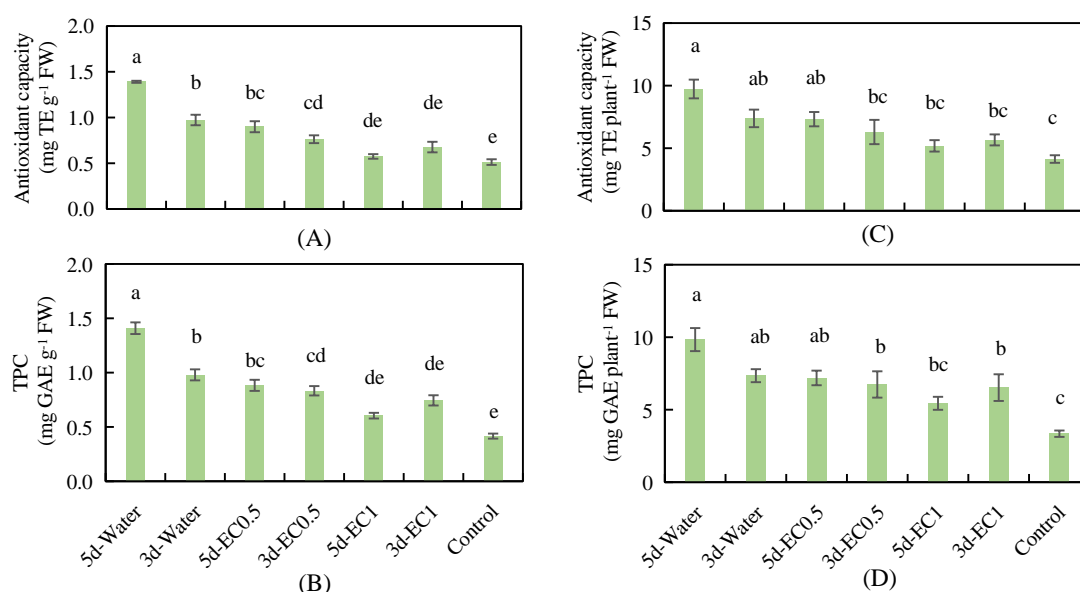 Antioxidant capacity
(mg TE g-1 FW)
2.0
1.5
1.0
0.5
0.0
a
b
bc
cd
de
de
e
(A)
Antioxidant capacity
(mg TE plant-1 FW)
15
10
5
0
a
ab
ab
bc
bc
bc
c
(C)
TPC
(mg GAE g-1 FW)
2.0
1.5
1.0
0.5
0.0
a
b
bc
cd
de
de
e
5d-Water
3d-Water
5d-EC0.5
3d-EC0.5
5d-EC1
3d-EC1
Control
(B)
TPC
(mg GAE plant-1 FW)
15
10
5
0
a
ab
ab
b
bc
b
c
5d-Water
3d-Water
5d-EC0.5
3d-EC0.5
5d-EC1
3d-EC1
Control
(D)